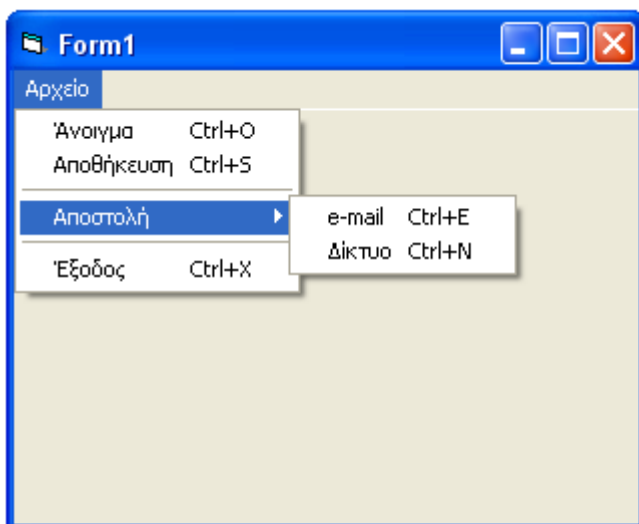 Form1
Αρχείο
Άνοιγμα Ctrl+O
Αποθήκευση Ctrl+S
Αποστολή
e-mail Ctrl+E
Δίκτυο Ctrl+N
Έξοδος Ctrl+X